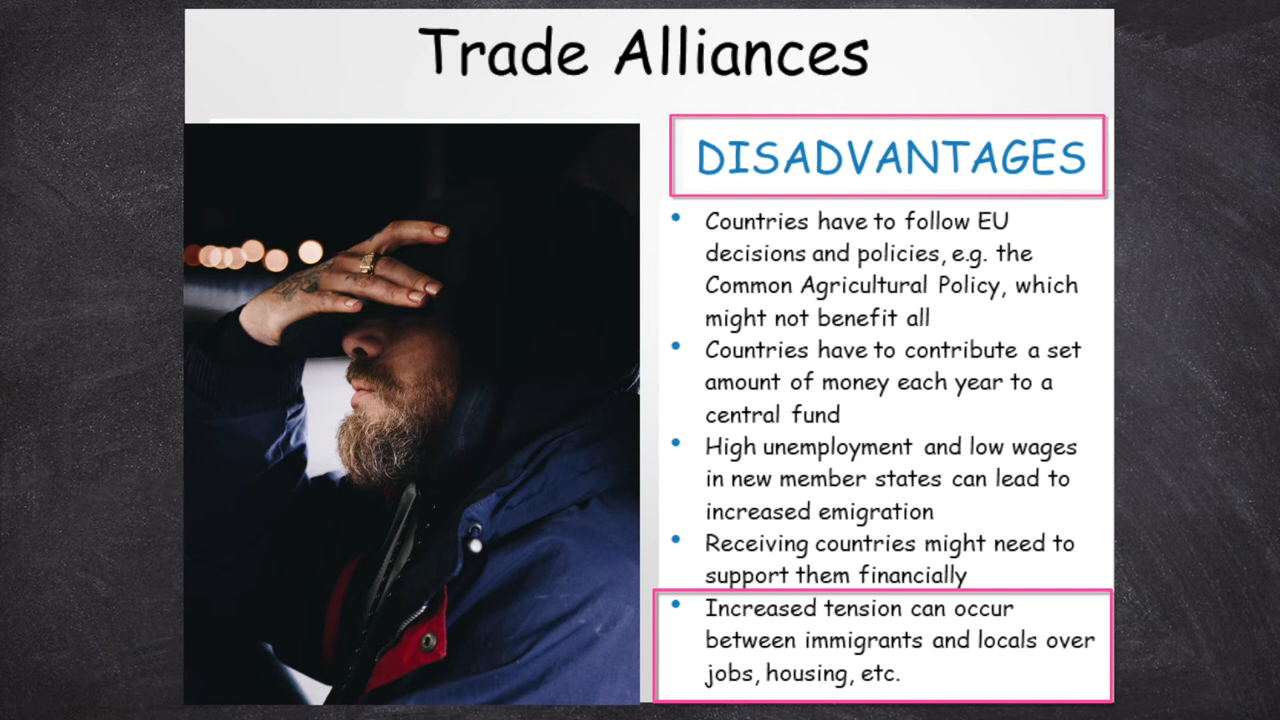 Trade Alliances
DISADVANTAGES
• Countries have to follow EU
decisions and policies, e.g. the
Common Agricultural Policy, which
might not benefit all
• Countries have to contribute a set
amount of money each year to a
central fund
• High unemployment and low wages
in new member states can lead to
increased emigration
• Receiving countries might need to
support them financially
• Increased tension can occur
between immigrants and locals over
jobs, housing, etc.